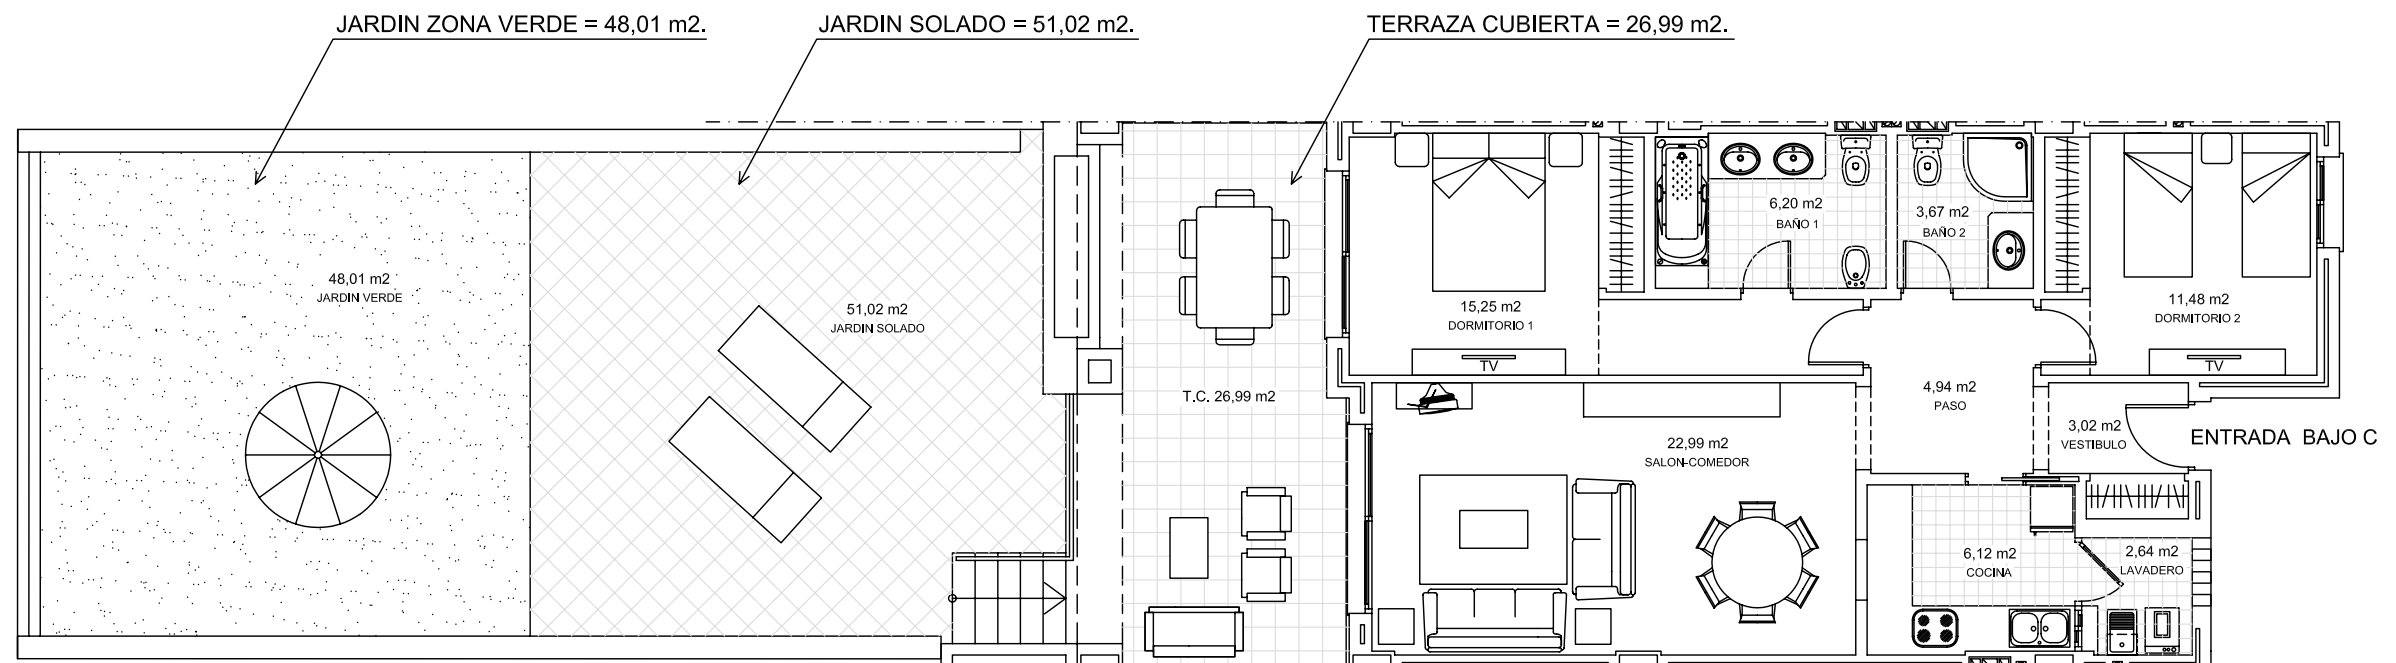 JARDIN ZONA VERDE = 48,01 m2.
JARDIN SOLADO = 51,02 m2.
TERRAZA CUBIERTA = 26,99 m2.
48,01 m2
JARDIN VERDE
51,02 m2
JARDIN SOLADO
T.C. 26,99 m2
15,25 m2
DORMITORIO 1
TV
6,20 m2
BAÑO 1
3,67 m2
BAÑO 2
11,48 m2
DORMITORIO 2
TV
4,94 m2
PASO
3,02 m2
VESTIBULO
ENTRADA BAJO C
22,99 m2
SALON-COMEDOR
6,12 m2
COCINA
2,64 m2
LAVADERO